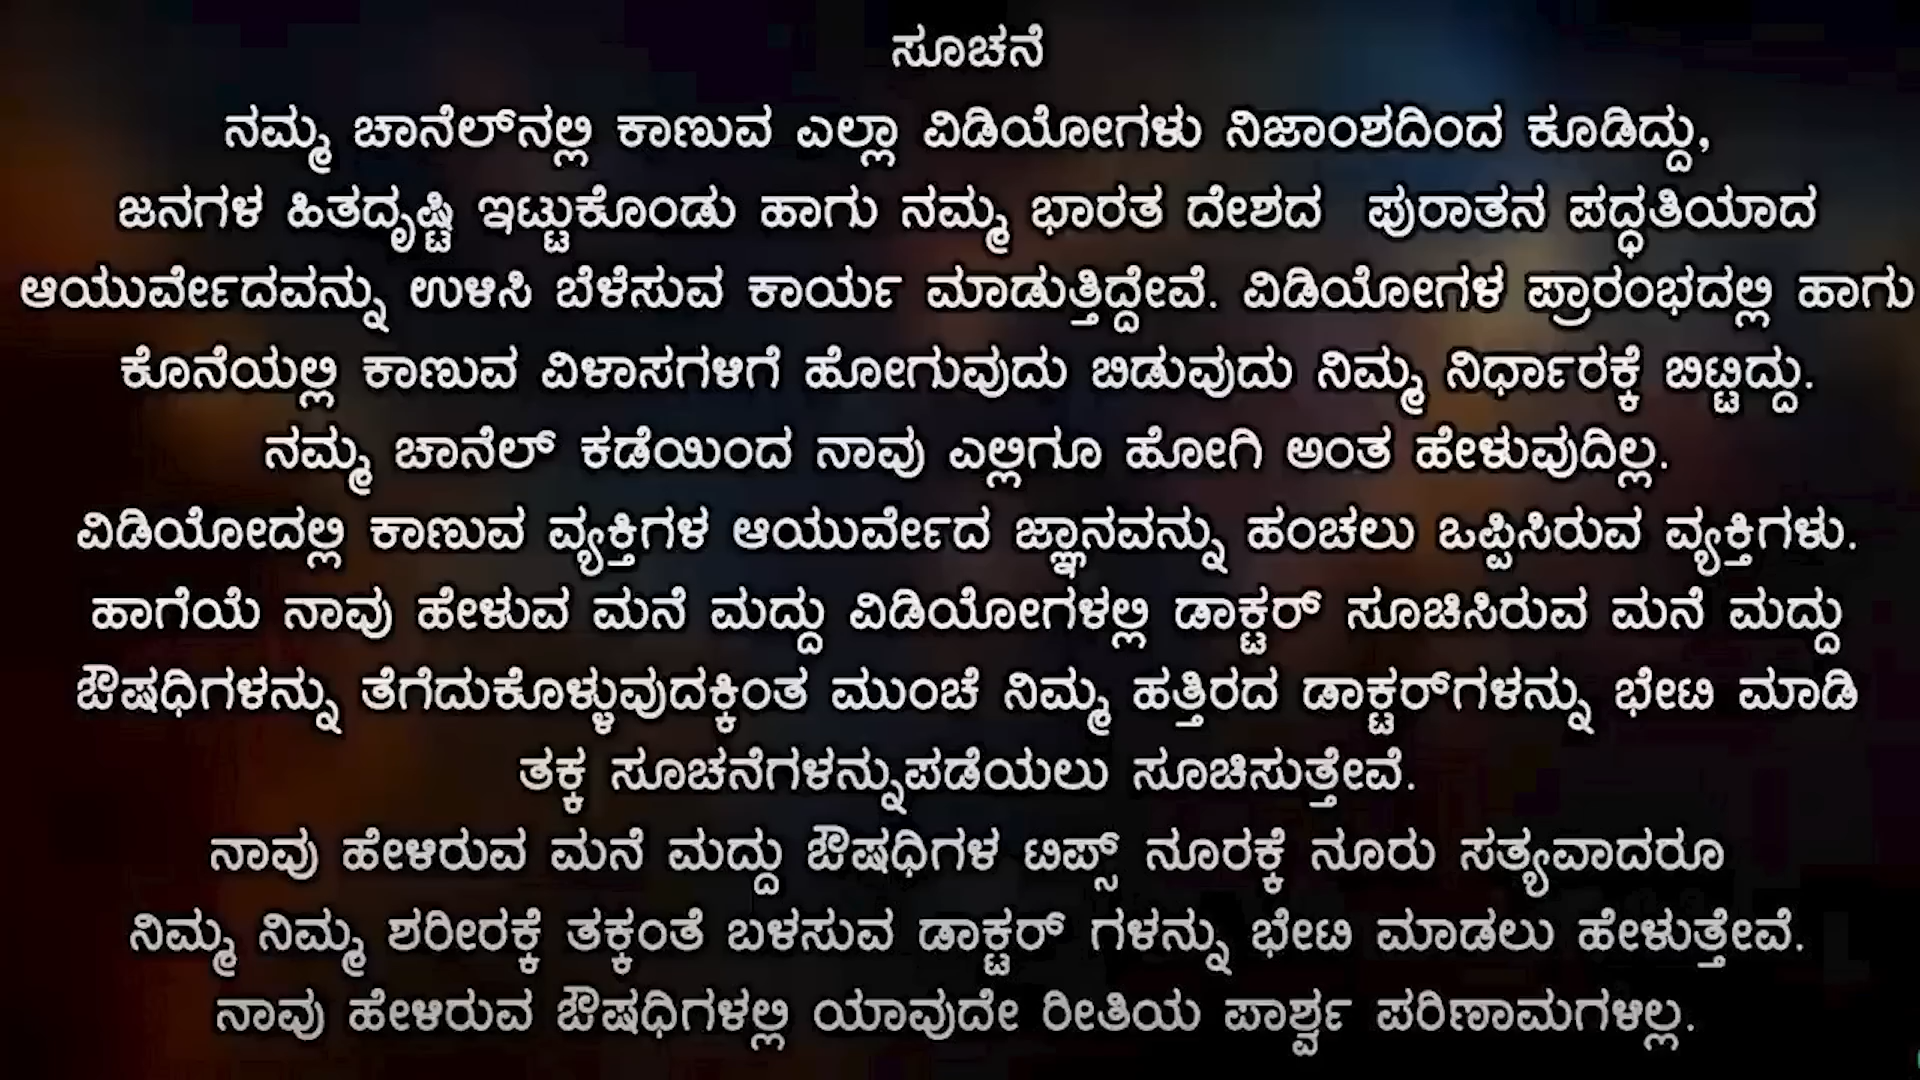 ಸೂಚನೆ
ನಮ್ಮ ಚಾನೆಲ್‌ನಲ್ಲಿ ಕಾಣುವ ಎಲ್ಲಾ ವಿಡಿಯೋಗಳು ನಿಜಾಂಶದಿಂದ ಕೂಡಿದ್ದು,
ಜನಗಳ ಹಿತದೃಷ್ಟಿ ಇಟ್ಟುಕೊಂಡು ಹಾಗು ನಮ್ಮ ಭಾರತ ದೇಶದ ಪುರಾತನ ಪದ್ಧತಿಯಾದ
ಆಯುರ್ವೇದವನ್ನು ಉಳಿಸಿ ಬೆಳೆಸುವ ಕಾರ್ಯ ಮಾಡುತ್ತಿದ್ದೇವೆ. ವಿಡಿಯೋಗಳ ಪ್ರಾರಂಭದಲ್ಲಿ ಹಾಗು
ಕೊನೆಯಲ್ಲಿ ಕಾಣುವ ವಿಳಾಸಗಳಿಗೆ ಹೋಗುವುದು ಬಿಡುವುದು ನಿಮ್ಮ ನಿರ್ಧಾರಕ್ಕೆ ಬಿಟ್ಟಿದ್ದು.
ನಮ್ಮ ಚಾನೆಲ್ ಕಡೆಯಿಂದ ನಾವು ಎಲ್ಲಿಗೂ ಹೋಗಿ ಅಂತ ಹೇಳುವುದಿಲ್ಲ.
ವಿಡಿಯೋದಲ್ಲಿ ಕಾಣುವ ವ್ಯಕ್ತಿಗಳ ಆಯುರ್ವೇದ ಜ್ಞಾನವನ್ನು ಹಂಚಲು ಒಪ್ಪಿಸಿರುವ ವ್ಯಕ್ತಿಗಳು.
ಹಾಗೆಯೆ ನಾವು ಹೇಳುವ ಮನೆ ಮದ್ದು ವಿಡಿಯೋಗಳಲ್ಲಿ ಡಾಕ್ಟರ್ ಸೂಚಿಸಿರುವ ಮನೆ ಮದ್ದು
ಔಷಧಿಗಳನ್ನು ತೆಗೆದುಕೊಳ್ಳುವುದಕ್ಕಿಂತ ಮುಂಚೆ ನಿಮ್ಮ ಹತ್ತಿರದ ಡಾಕ್ಟರ್‌ಗಳನ್ನು ಭೇಟಿ ಮಾಡಿ
ತಕ್ಕ ಸೂಚನೆಗಳನ್ನುಪಡೆಯಲು ಸೂಚಿಸುತ್ತೇವೆ.
ನಾವು ಹೇಳಿರುವ ಮನೆ ಮದ್ದು ಔಷಧಿಗಳ ಟಿಪ್ಸ್ ನೂರಕ್ಕೆ ನೂರು ಸತ್ಯವಾದರೂ
ನಿಮ್ಮ ನಿಮ್ಮ ಶರೀರಕ್ಕೆ ತಕ್ಕಂತೆ ಬಳಸುವ ಡಾಕ್ಟರ್ ಗಳನ್ನು ಭೇಟಿ ಮಾಡಲು ಹೇಳುತ್ತೇವೆ.
ನಾವು ಹೇಳಿರುವ ಔಷಧಿಗಳಲ್ಲಿ ಯಾವುದೇ ರೀತಿಯ ಪಾರ್ಶ್ವ ಪರಿಣಾಮಗಳಿಲ್ಲ.